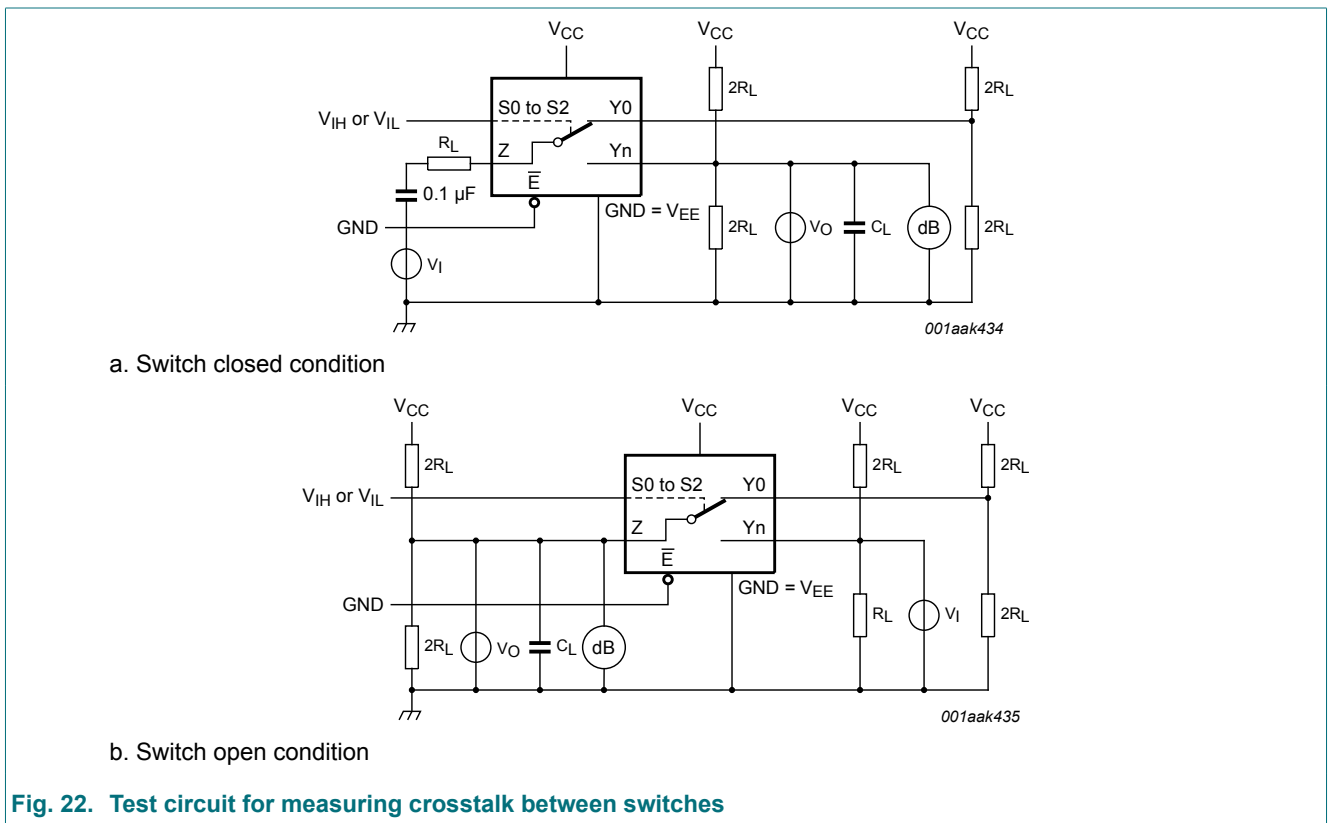 VCC VCC VCC
2RL 2RL
S0 to S2 Y0
VIH or VIL
RL Z Yn
E̅
0.1 µF
GND = VEE
GND 2RL VO CL dB 2RL
VI
001aak434
a. Switch closed condition
VCC VCC VCC VCC
2RL 2RL 2RL
S0 to S2 Y0
VIH or VIL
Z Yn
E̅
GND = VEE
GND
2RL VO CL dB RL VI 2RL
001aak435
b. Switch open condition
Fig. 22. Test circuit for measuring crosstalk between switches